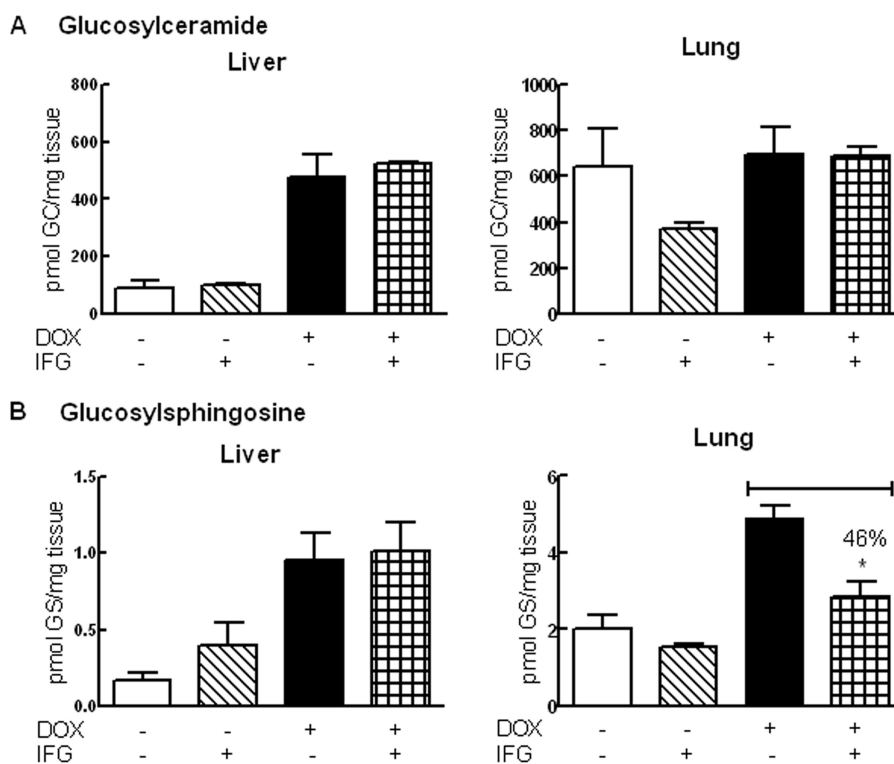 A Glucosylceramide
Liver
pmol GC/mg tissue
800
600
400
200
0
DOX - - + +
IFG - + - +
Lung
pmol GC/mg tissue
1000
800
600
400
200
0
DOX - - + +
IFG - + - +
B Glucosylsphingosine
Liver
pmol GS/mg tissue
1.5
1.0
0.5
0.0
DOX - - + +
IFG - + - +
Lung
pmol GS/mg tissue
6
4
2
0
46%
*
DOX - - + +
IFG - + - +